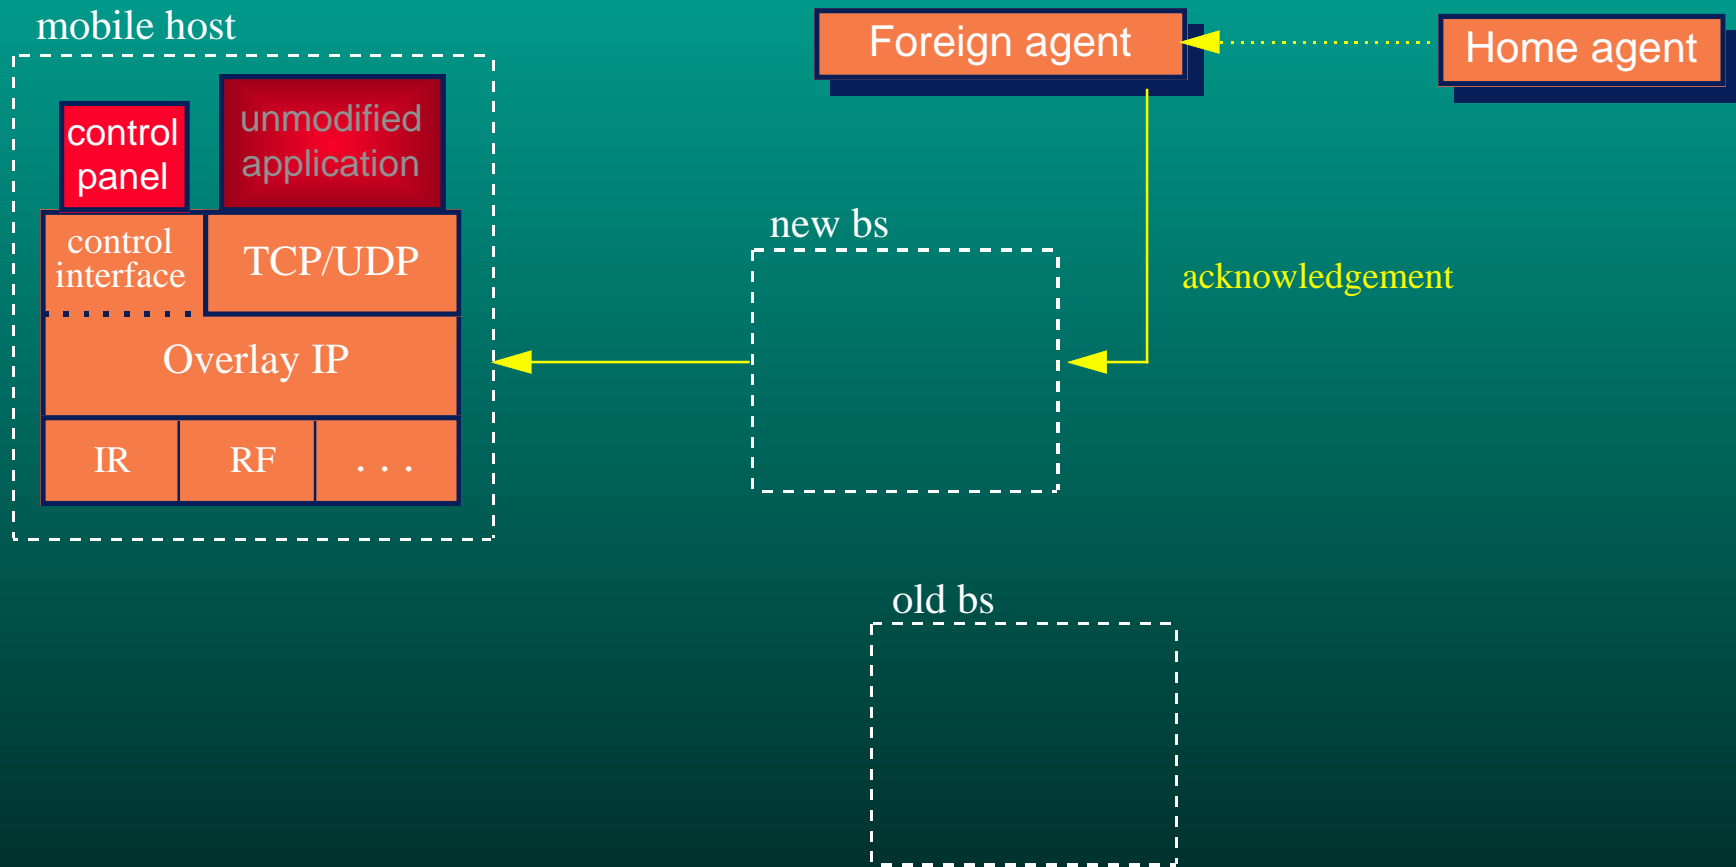 mobile host
Foreign agent
Home agent
control
panel
unmodified
application
new bs
control
interface
TCP/UDP
acknowledgement
Overlay IP
IR
RF
. . .
old bs